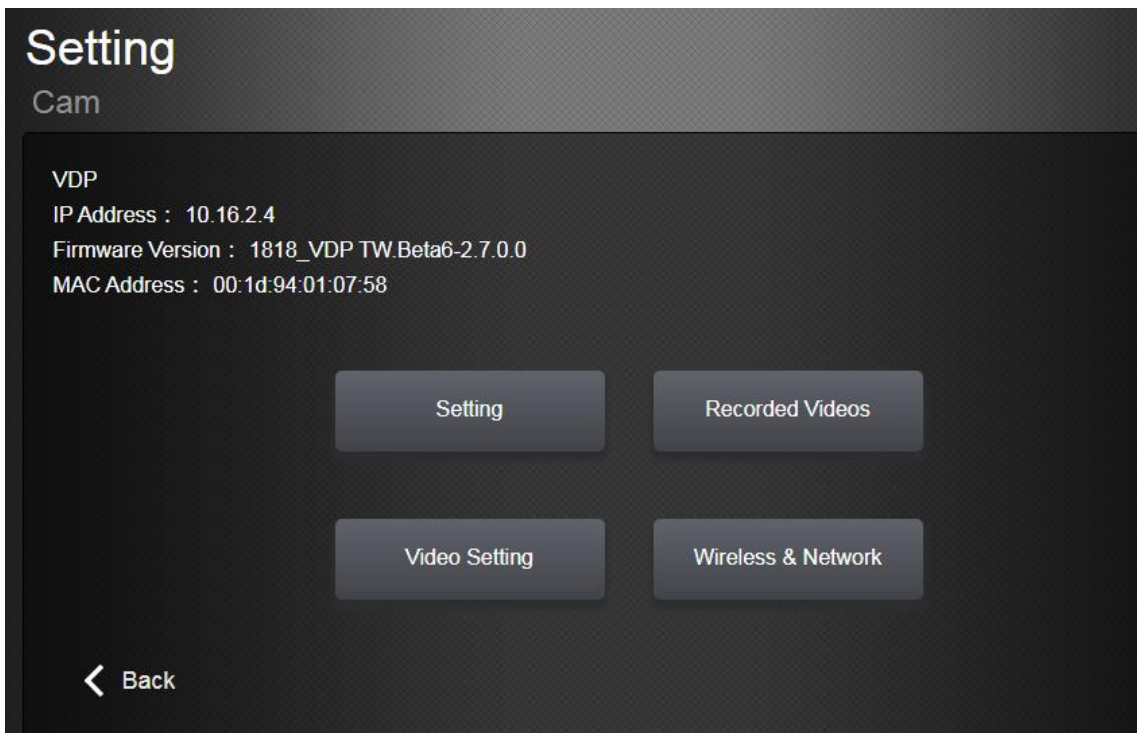 Setting
Cam
VDP
IP Address : 10.16.2.4
Firmware Version : 1818_VDP TW.Beta6-2.7.0.0
MAC Address : 00:1d:94:01:07:58
Setting
Recorded Videos
Video Setting
Wireless & Network
Back